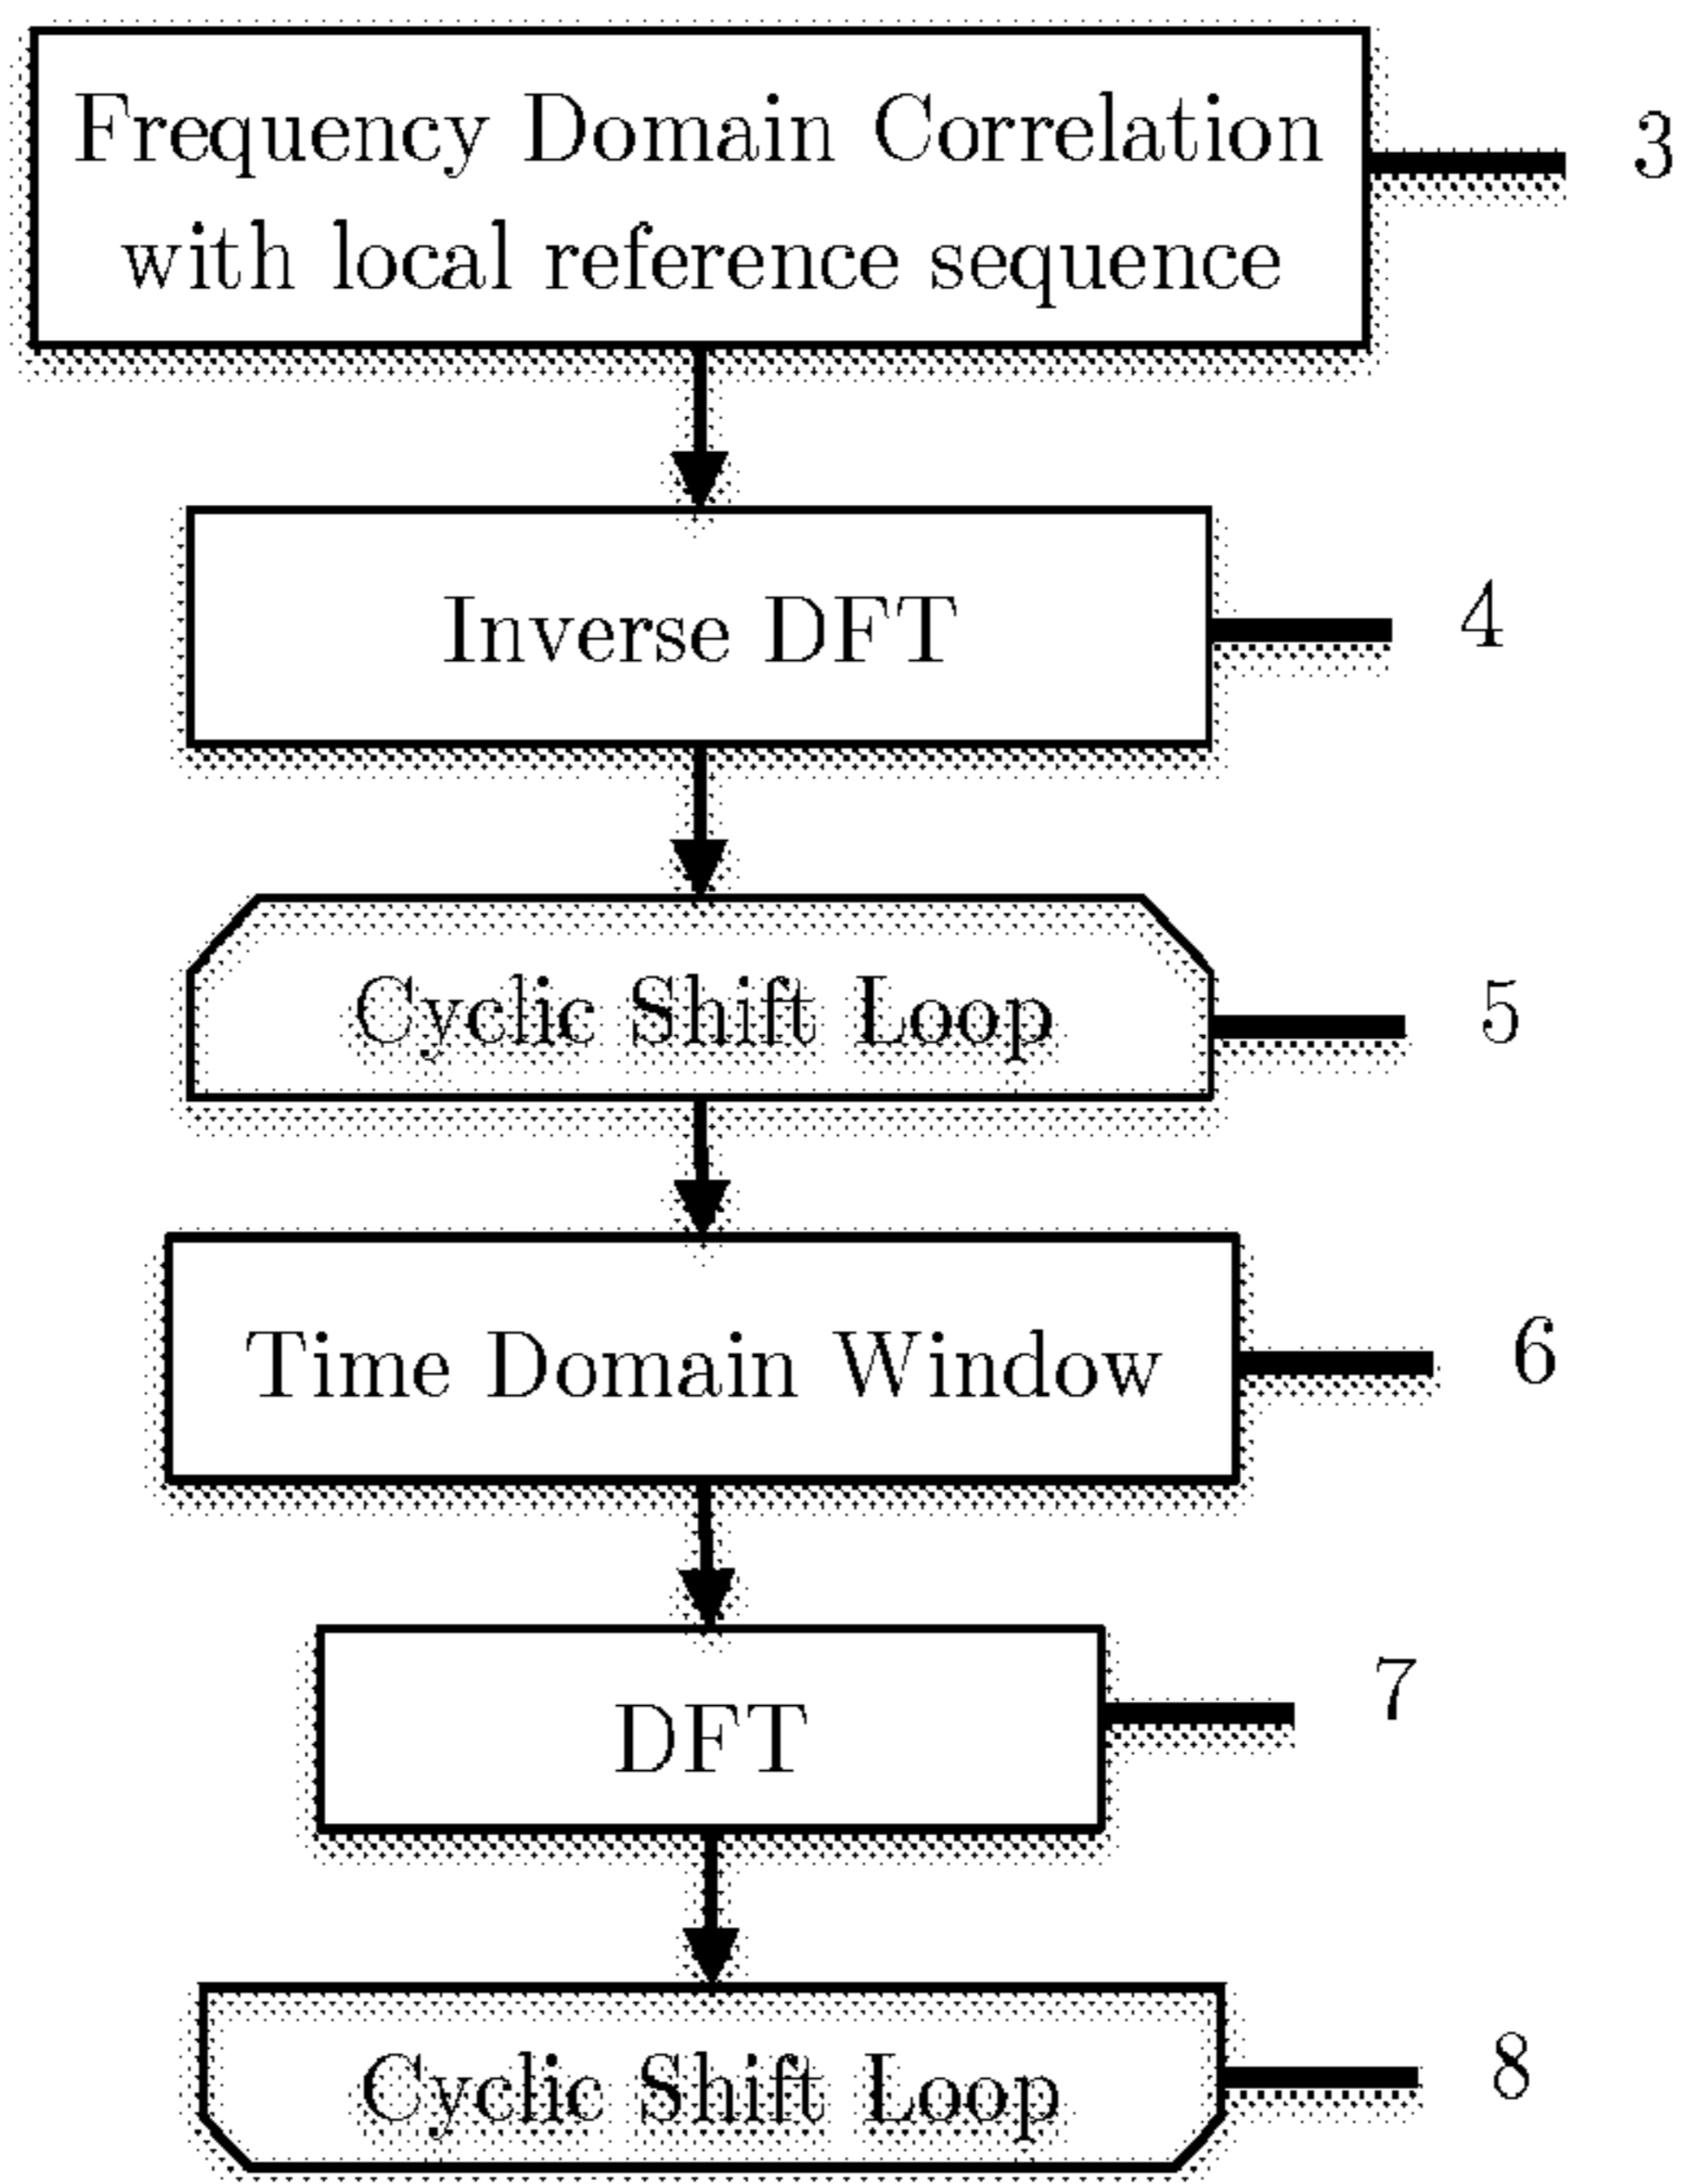 Frequency Domain Correlation
with local reference sequence
3
Inverse DFT
4
Cyclic Shift Loop
5
Time Domain Window
6
DFT
7
Cyclic Shift Loop
8